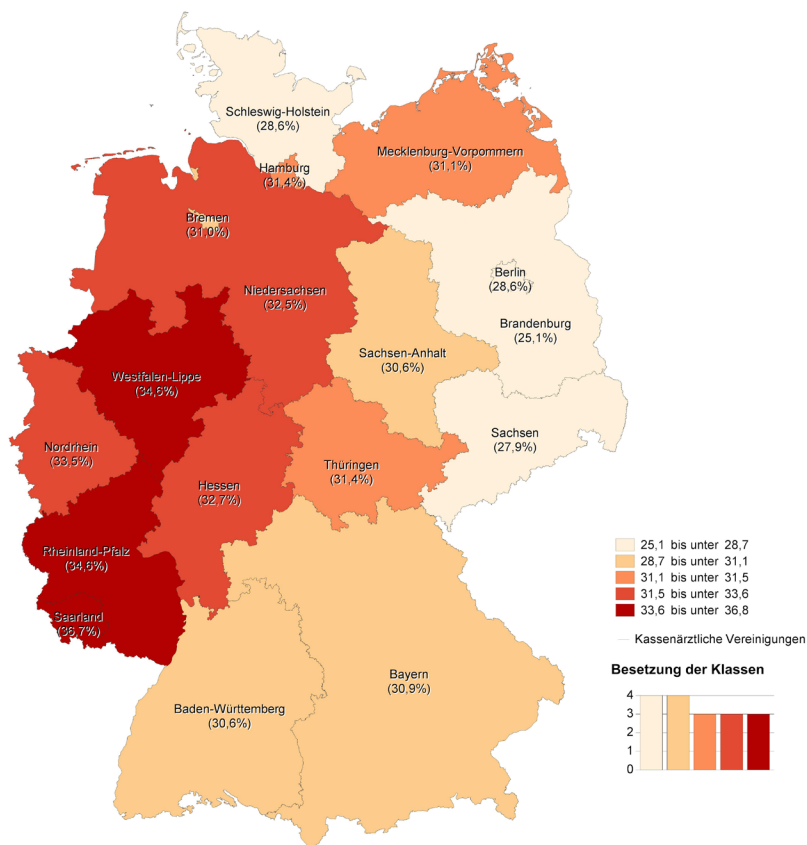 Schleswig-Holstein
(28,6%)
Mecklenburg-Vorpommern
(31,1%)
Hamburg
(31,4%)
Bremen
(31,0%)
Berlin
(28,6%)
Niedersachsen
(32,5%)
Brandenburg
(25,1%)
Sachsen-Anhalt
(30,6%)
Westfalen-Lippe
(34,6%)
Sachsen
(27,9%)
Nordrhein
(33,5%)
Thüringen
(31,4%)
Hessen
(32,7%)
Rheinland-Pfalz
(34,6%)
Saarland
(36,7%)
Bayern
(30,9%)
Baden-Württemberg
(30,6%)
25,1 bis unter 28,7
28,7 bis unter 31,1
31,1 bis unter 31,5
31,5 bis unter 33,6
33,6 bis unter 36,8
Kassenärztliche Vereinigungen
Besetzung der Klassen
4
3
2
1
0